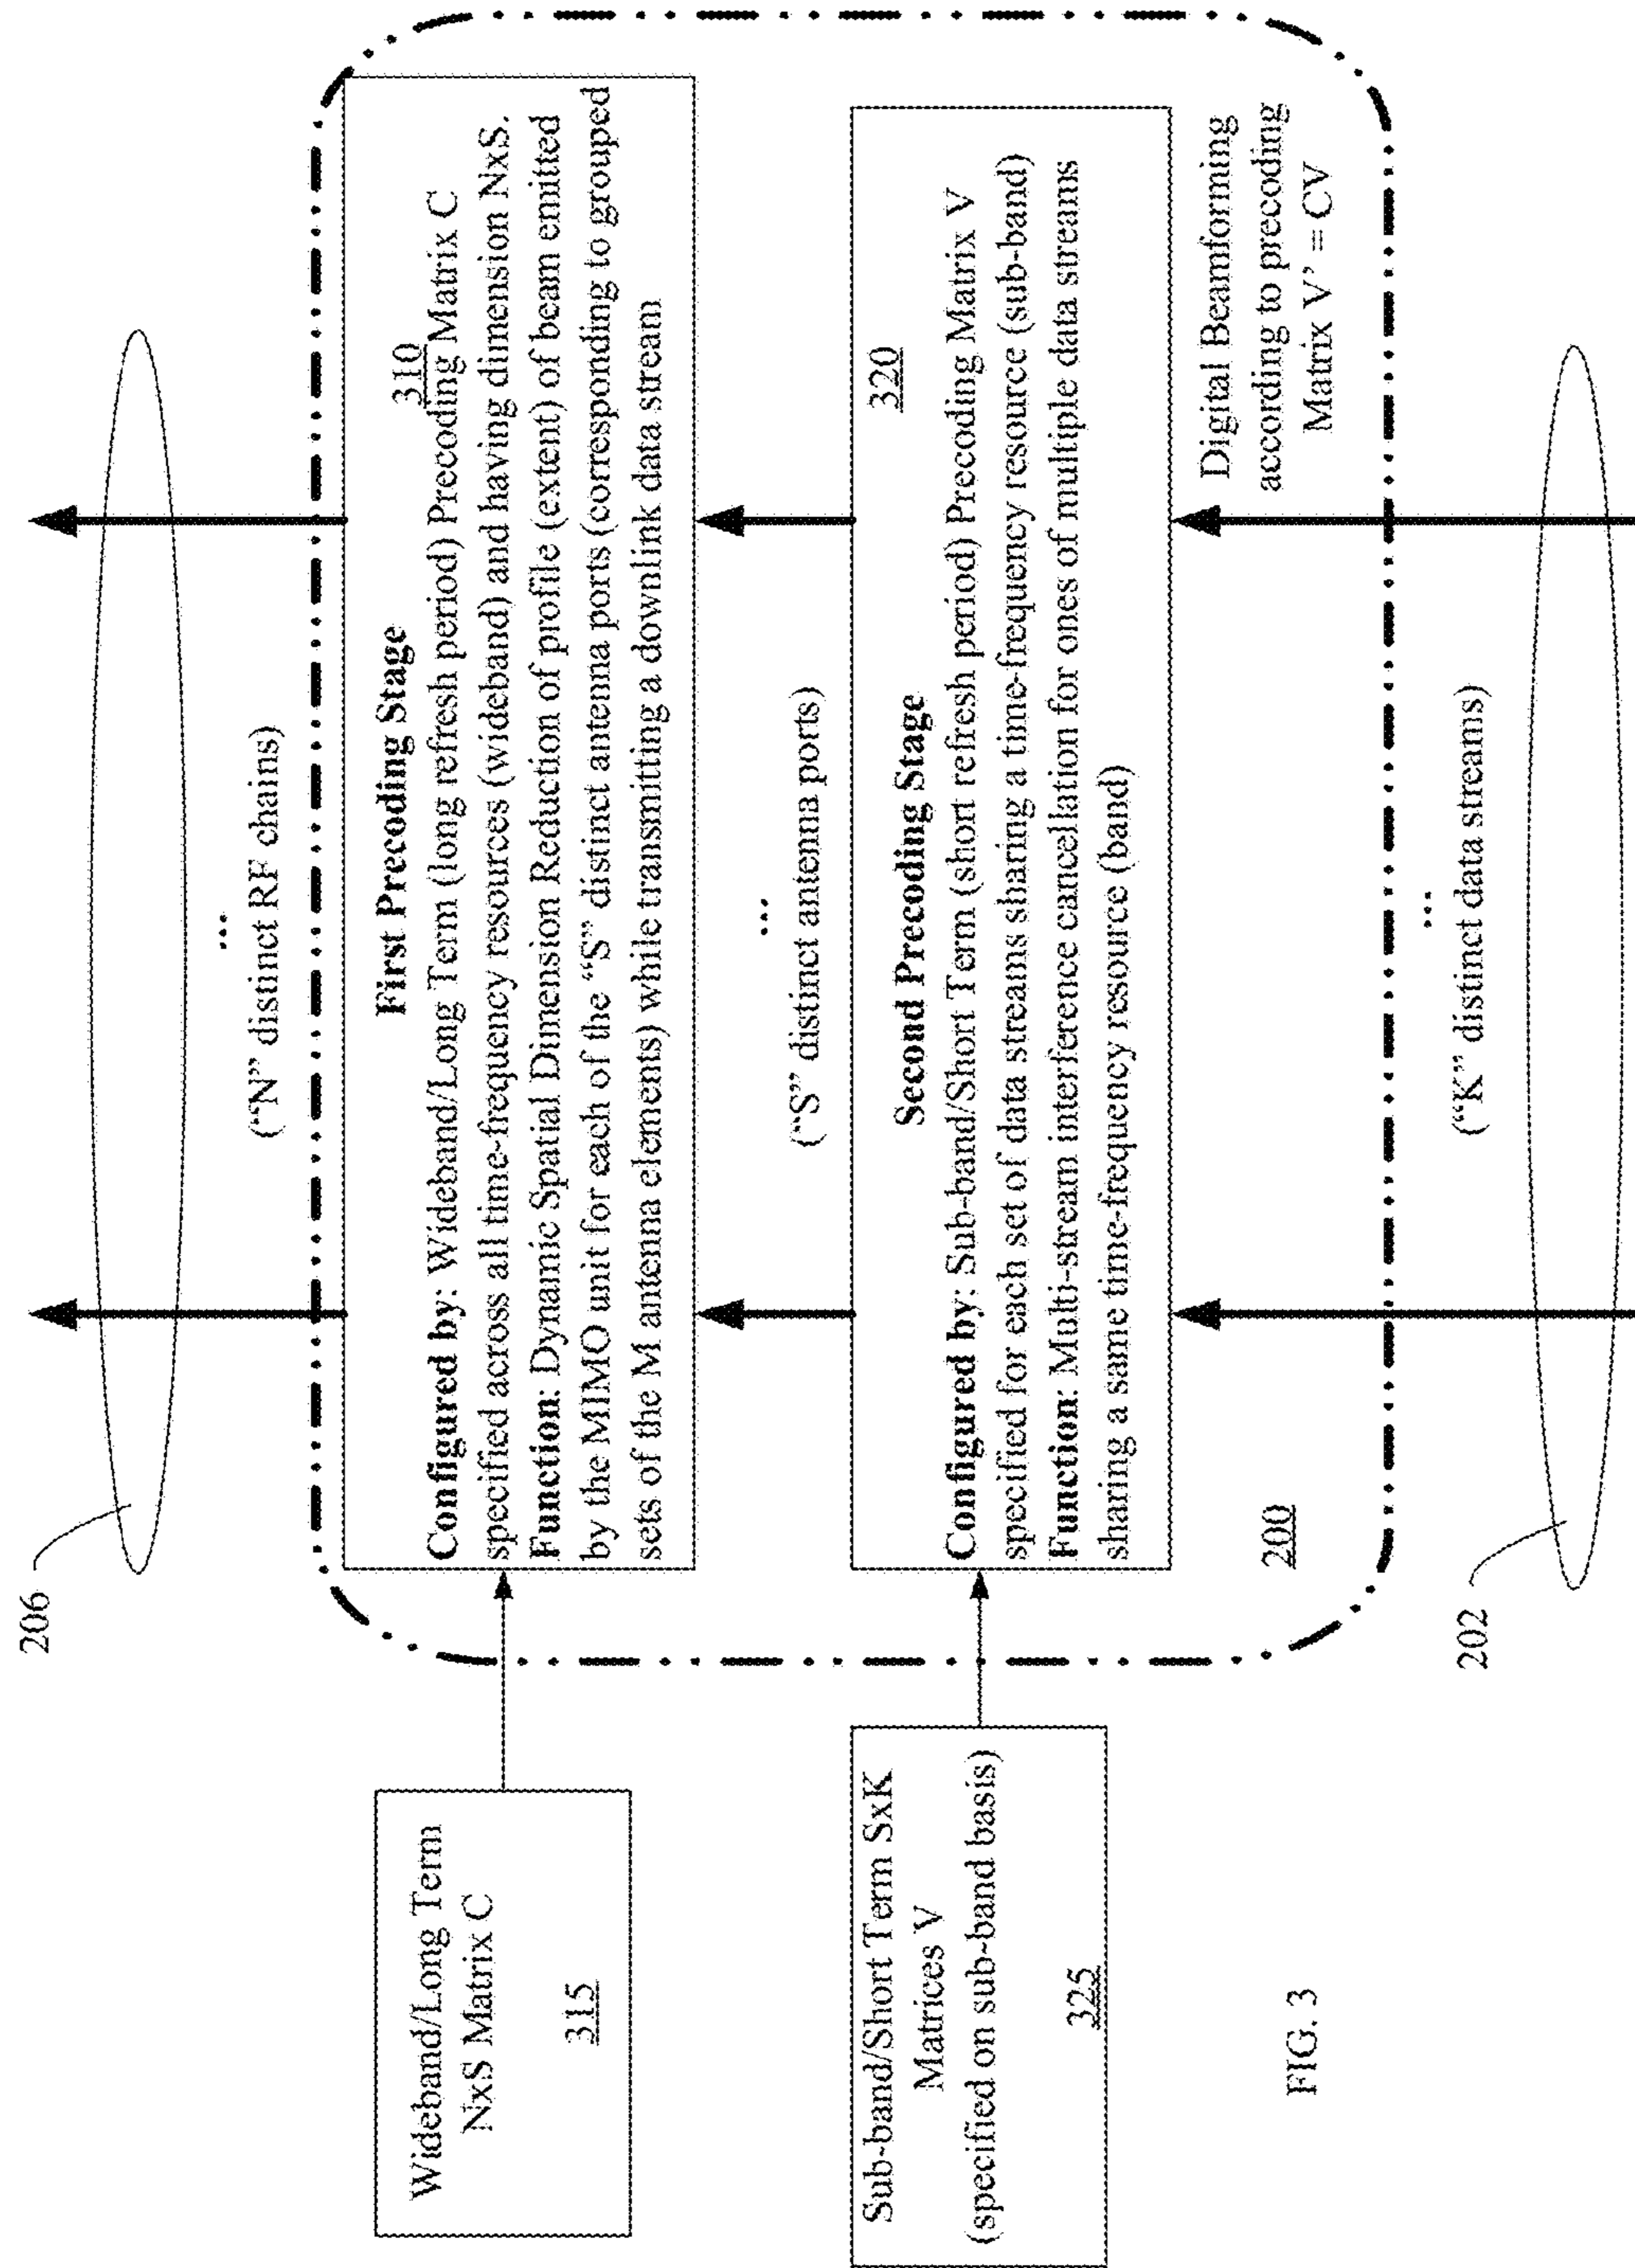 206
...
("N" distinct RF chains)
First Precoding Stage
310
Configured by: Wideband/Long Term (long refresh period) Precoding Matrix C
specified across all time-frequency resources (wideband) and having dimension NxS.
Function: Dynamic Spatial Dimension Reduction of profile (extent) of beam emitted
by the MIMO unit for each of the "S" distinct antenna ports (corresponding to grouped
sets of the M antenna elements) while transmitting a downlink data stream
Wideband/Long Term
NxS Matrix C
315
...
("S" distinct antenna ports)
Second Precoding Stage
320
Configured by: Sub-band/Short Term (short refresh period) Precoding Matrix V
specified for each set of data streams sharing a time-frequency resource (sub-band)
Function: Multi-stream interference cancellation for ones of multiple data streams
sharing a same time-frequency resource (band)
Sub-band/Short Term SxK
Matrices V
(specified on sub-band basis)
325
200
Digital Beamforming
according to precoding
Matrix V' = CV
...
("K" distinct data streams)
202
FIG. 3